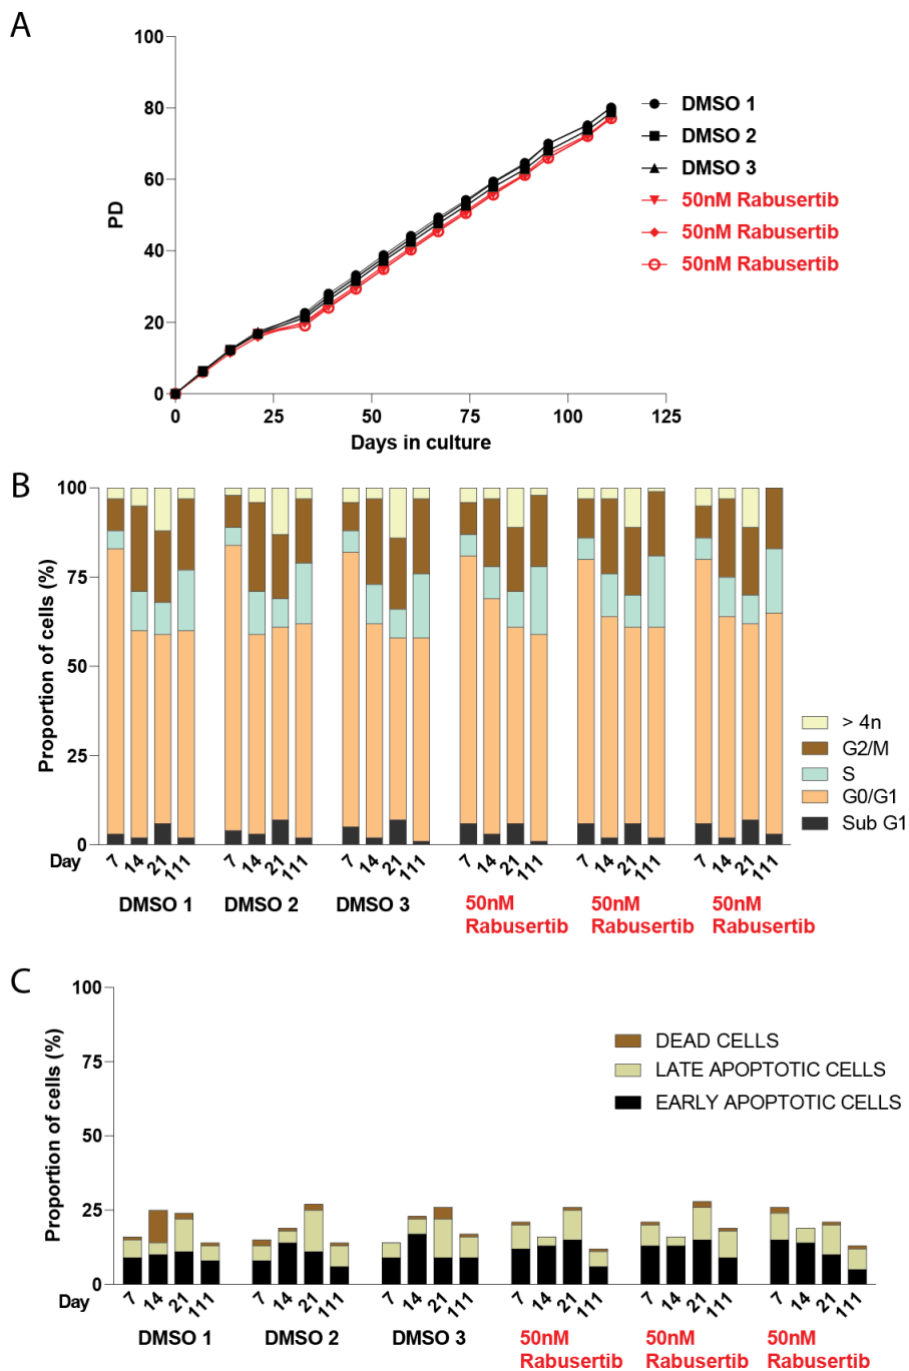 A
100
80
60
40
20
0
PD
0 25 50 75 100 125
Days in culture
DMSO 1
DMSO 2
DMSO 3
50nM Rabusertib
50nM Rabusertib
50nM Rabusertib
B
100
75
50
25
0
Proportion of cells (%)
> 4n
G2/M
S
G0/G1
Sub G1
Day 7 14 21 111 7 14 21 111 7 14 21 111 7 14 21 111 7 14 21 111 7 14 21 111
DMSO 1 DMSO 2 DMSO 3 50nM 50nM 50nM
Rabusertib Rabusertib Rabusertib
C
100
75
50
25
0
Proportion of cells (%)
DEAD CELLS
LATE APOPTOTIC CELLS
EARLY APOPTOTIC CELLS
Day 7 14 21 111 7 14 21 111 7 14 21 111 7 14 21 111 7 14 21 111 7 14 21 111
DMSO 1 DMSO 2 DMSO 3 50nM 50nM 50nM
Rabusertib Rabusertib Rabusertib